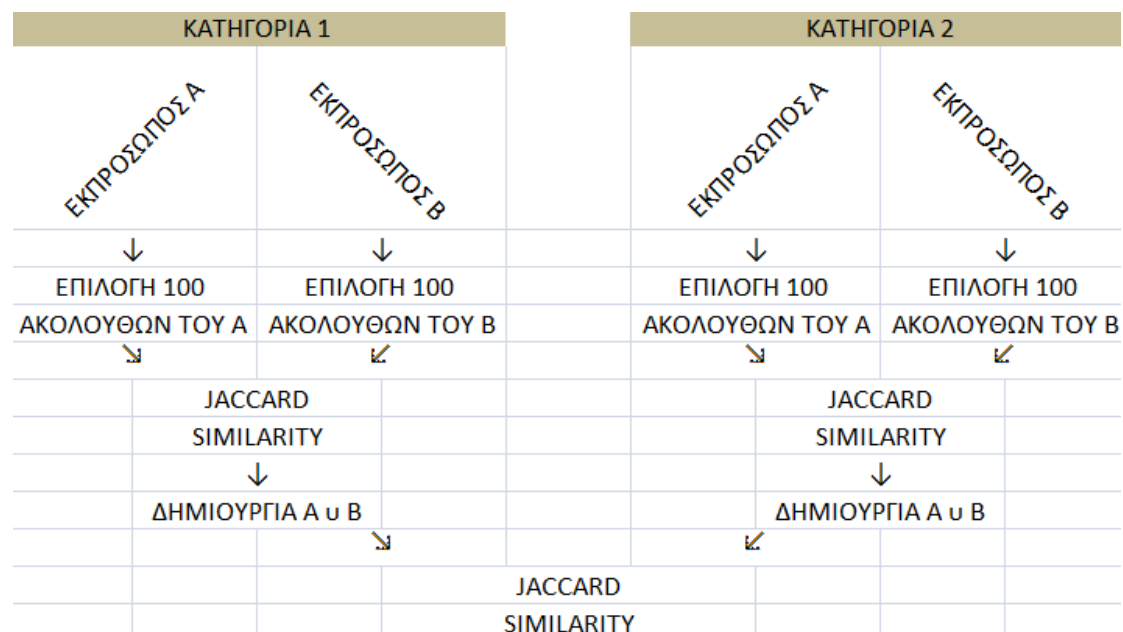 ΚΑΤΗΓΟΡΙΑ 1 ΚΑΤΗΓΟΡΙΑ 2
ΕΚΠΡΟΣΩΠΟΣ Α ΕΚΠΡΟΣΩΠΟΣ Β ΕΚΠΡΟΣΩΠΟΣ Α ΕΚΠΡΟΣΩΠΟΣ Β
↓ ↓ ↓ ↓
ΕΠΙΛΟΓΗ 100 ΕΠΙΛΟΓΗ 100 ΕΠΙΛΟΓΗ 100 ΕΠΙΛΟΓΗ 100
ΑΚΟΛΟΥΘΩΝ ΤΟΥ Α ΑΚΟΛΟΥΘΩΝ ΤΟΥ Β ΑΚΟΛΟΥΘΩΝ ΤΟΥ Α ΑΚΟΛΟΥΘΩΝ ΤΟΥ Β
↘ ↙ ↘ ↙
JACCARD JACCARD
SIMILARITY SIMILARITY
↓ ↓
ΔΗΜΙΟΥΡΓΙΑ Α ∪ Β ΔΗΜΙΟΥΡΓΙΑ Α ∪ Β
↘ ↙
JACCARD
SIMILARITY